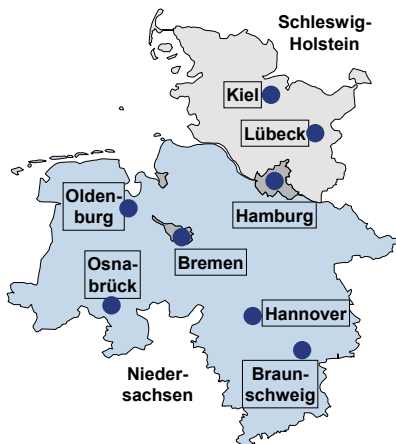 Schleswig-
Holstein
Kiel
Lübeck
Olden-
burg
Hamburg
Bremen
Osna-
brück
Hannover
Nieder-
sachsen
Braun-
schweig